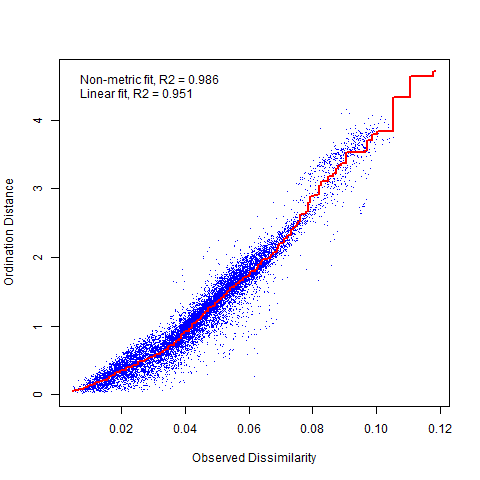 Non-metric fit, R2 = 0.986
Linear fit, R2 = 0.951
Ordination Distance
4
3
2
1
0
0.02 0.04 0.06 0.08 0.10 0.12
Observed Dissimilarity